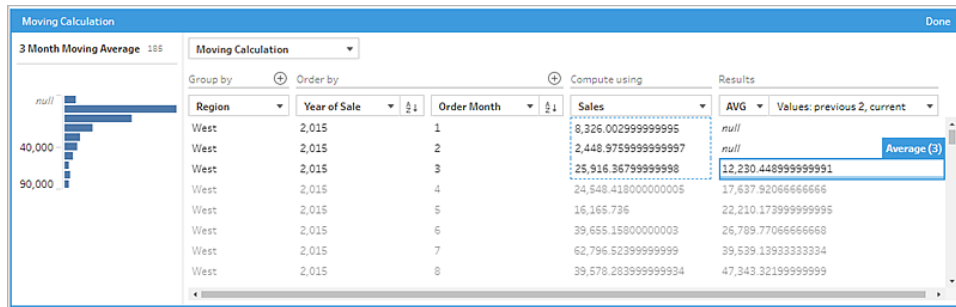 Moving Calculation Done
3 Month Moving Average 185
Moving Calculation
Group by Order by Compute using Results
Region Year of Sale Order Month Sales AVG Values: previous 2, current
null
40,000
90,000
West 2,015 1 8,326.002999999995 null
West 2,015 2 2,448.9759999999997 null Average (3)
West 2,015 3 25,916.36799999998 12,230.448999999991
West 2,015 4 24,548.418000000005 17,637.92066666666
West 2,015 5 16,165.736 22,210.173999999995
West 2,015 6 39,655.15800000003 26,789.77066666668
West 2,015 7 62,796.52399999999 39,539.13933333334
West 2,015 8 39,578.283999999934 47,343.32199999999